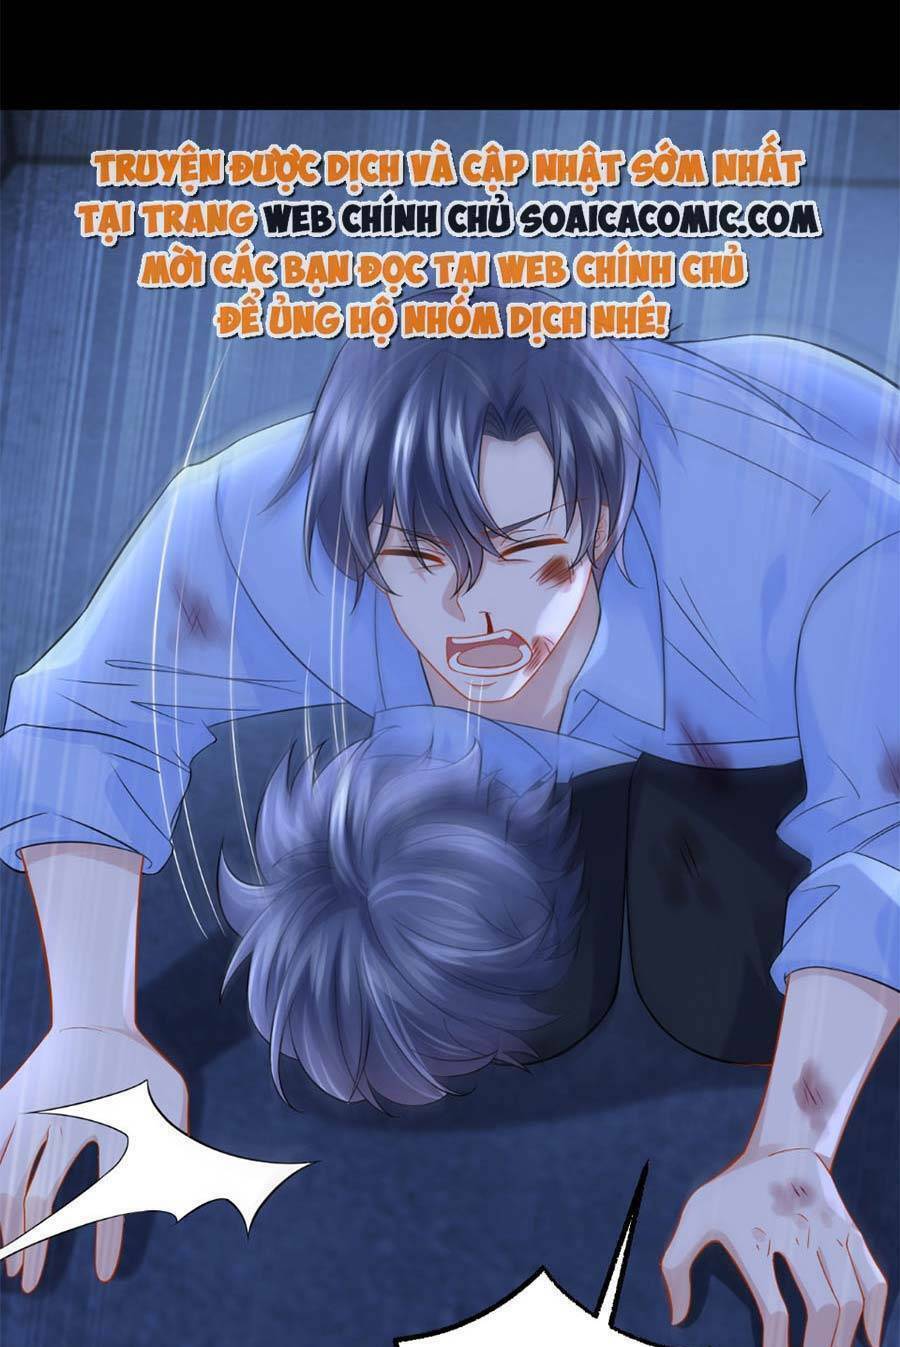 TRUYỆN ĐƯỢC DỊCH VÀ CẬP NHẬT SỚM NHẤT
TẠI TRANG WEB CHÍNH CHỦ SOAICACOMIC.COM
MỜI CÁC BẠN ĐỌC TẠI WEB CHÍNH CHỦ
ĐỂ ỦNG HỘ NHÓM DỊCH NHÉ!